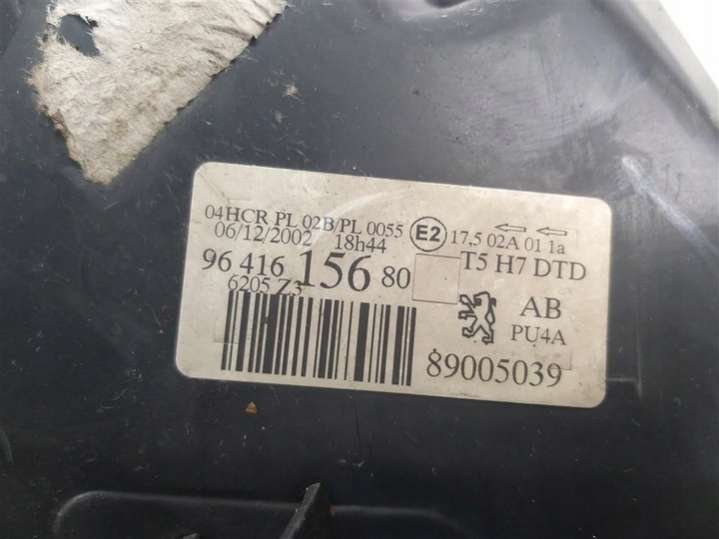 04HCR PL 02B/PL 0055 E2 17,5 02A 01 1a
06/12/2002 18h44
96 416 156 80 T5 H7 DTD
6205 Z3
AB
PU4A
89005039